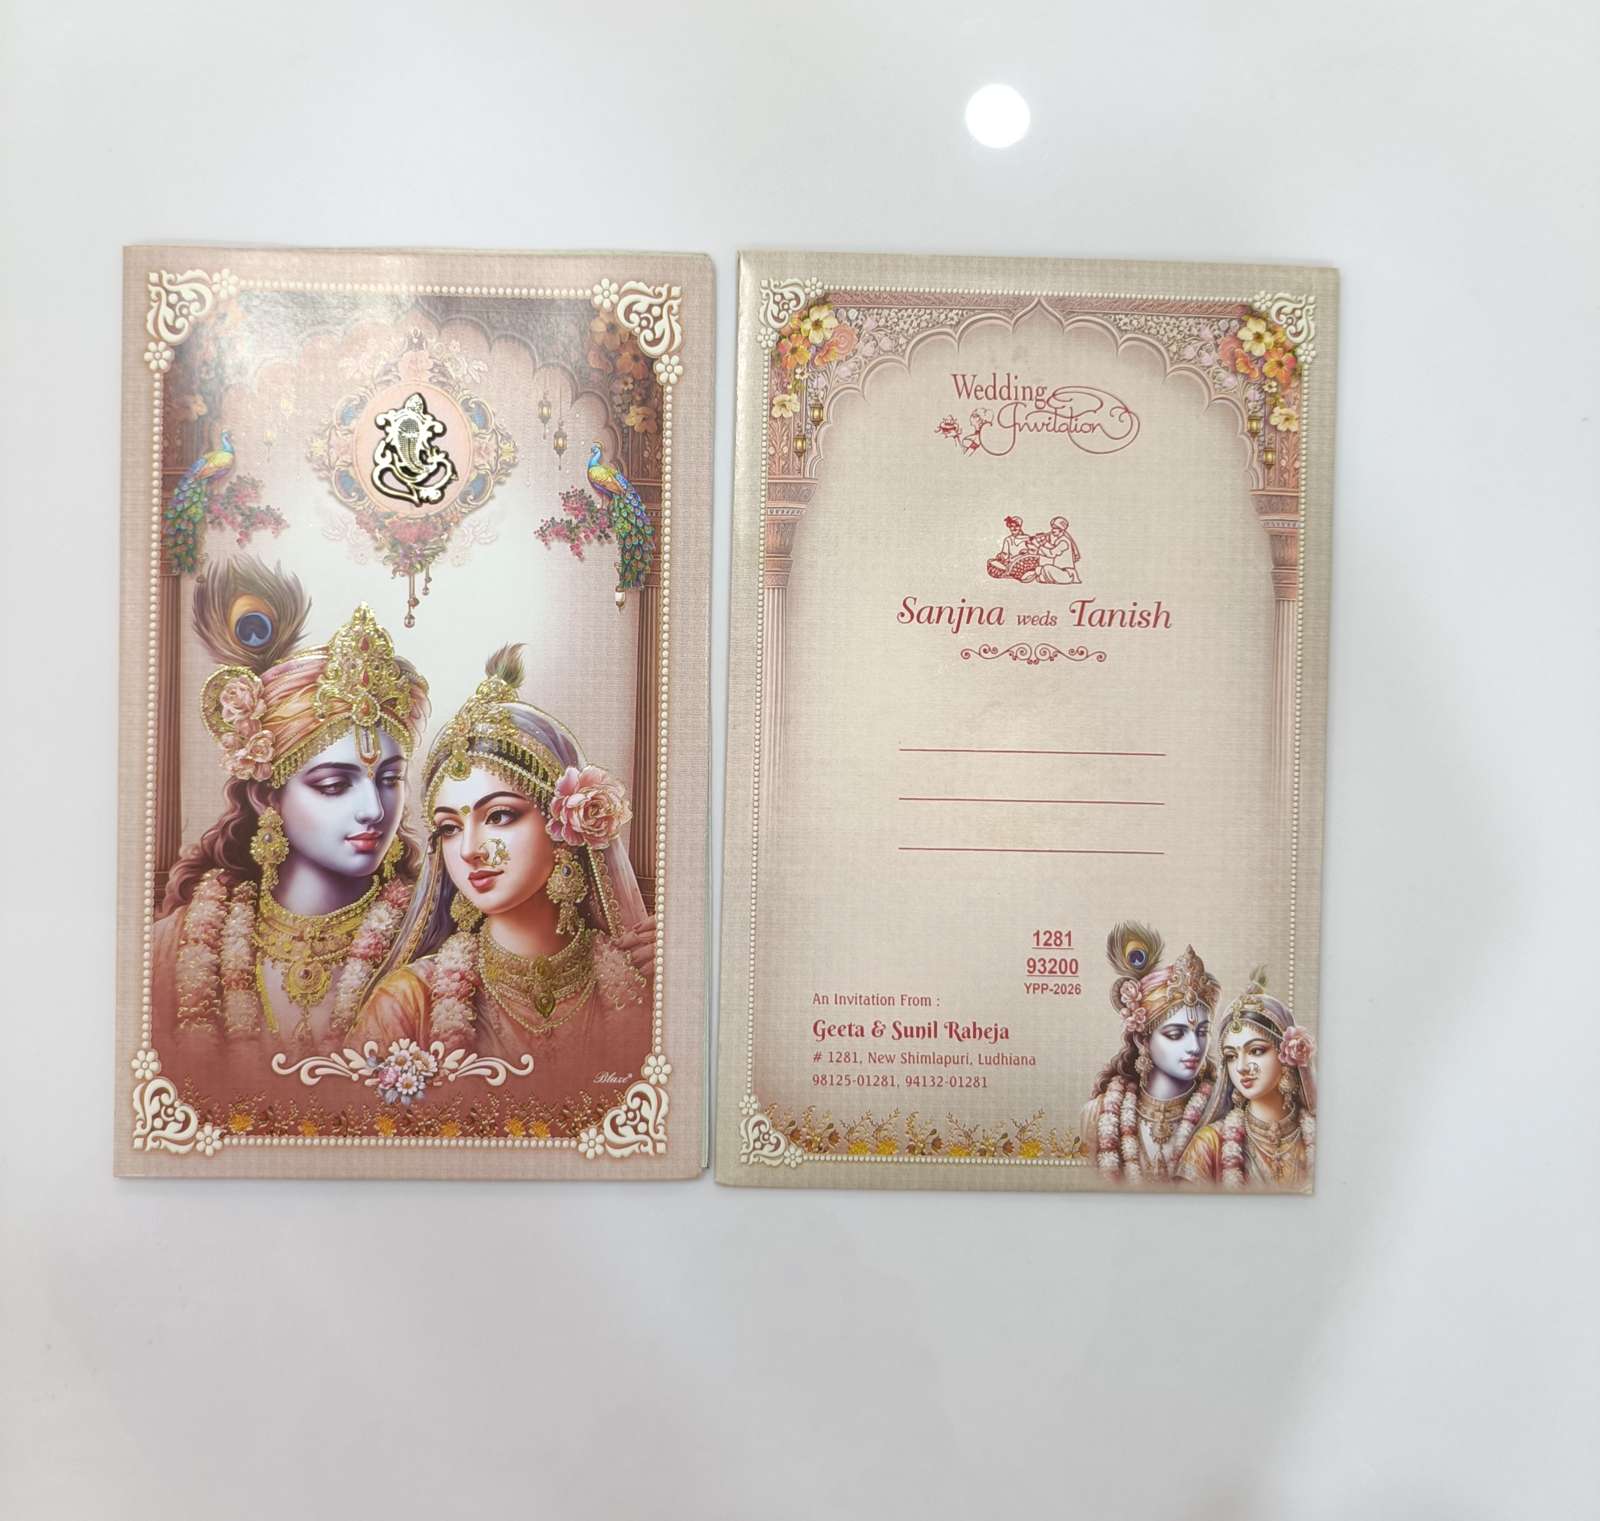 Blaze®
Wedding
Invitation
Sanjna weds Tanish
1281
93200
YPP-2026
An Invitation From :
Geeta & Sunil Raheja
# 1281, New Shimlapuri, Ludhiana
98125-01281, 94132-01281